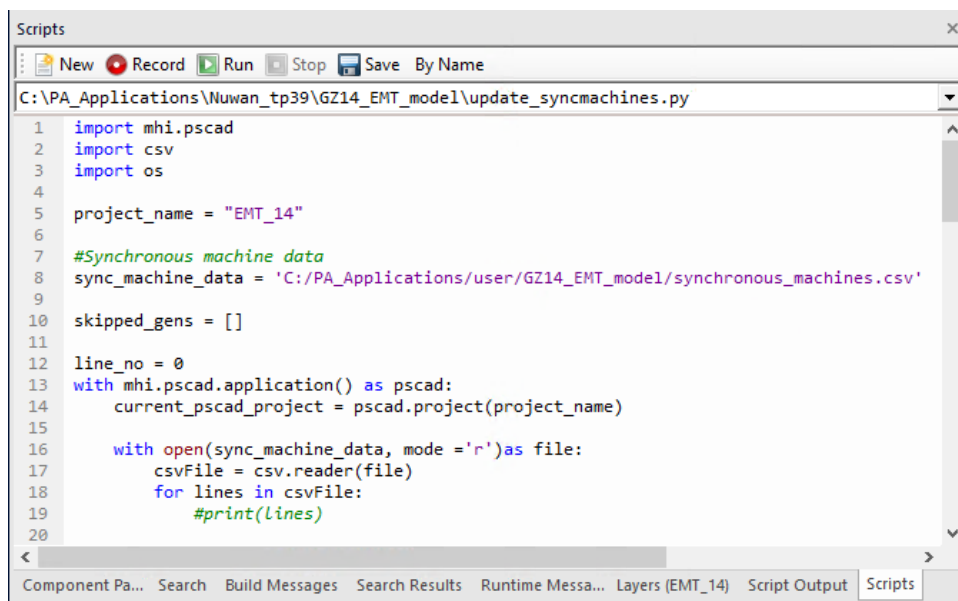 Scripts
New Record Run Stop Save By Name
C:\PA_Applications\Nuwan_tp39\GZ14_EMT_model\update_syncmachines.py
1 import mhi.pscad
2 import csv
3 import os
4
5 project_name = "EMT_14"
6
7 #Synchronous machine data
8 sync_machine_data = 'C:/PA_Applications/user/GZ14_EMT_model/synchronous_machines.csv'
9
10 skipped_gens = []
11
12 line_no = 0
13 with mhi.pscad.application() as pscad:
14     current_pscad_project = pscad.project(project_name)
15
16     with open(sync_machine_data, mode ='r')as file:
17         csvFile = csv.reader(file)
18         for lines in csvFile:
19             #print(lines)
20
Component Pa... Search Build Messages Search Results Runtime Messa... Layers (EMT_14) Script Output Scripts